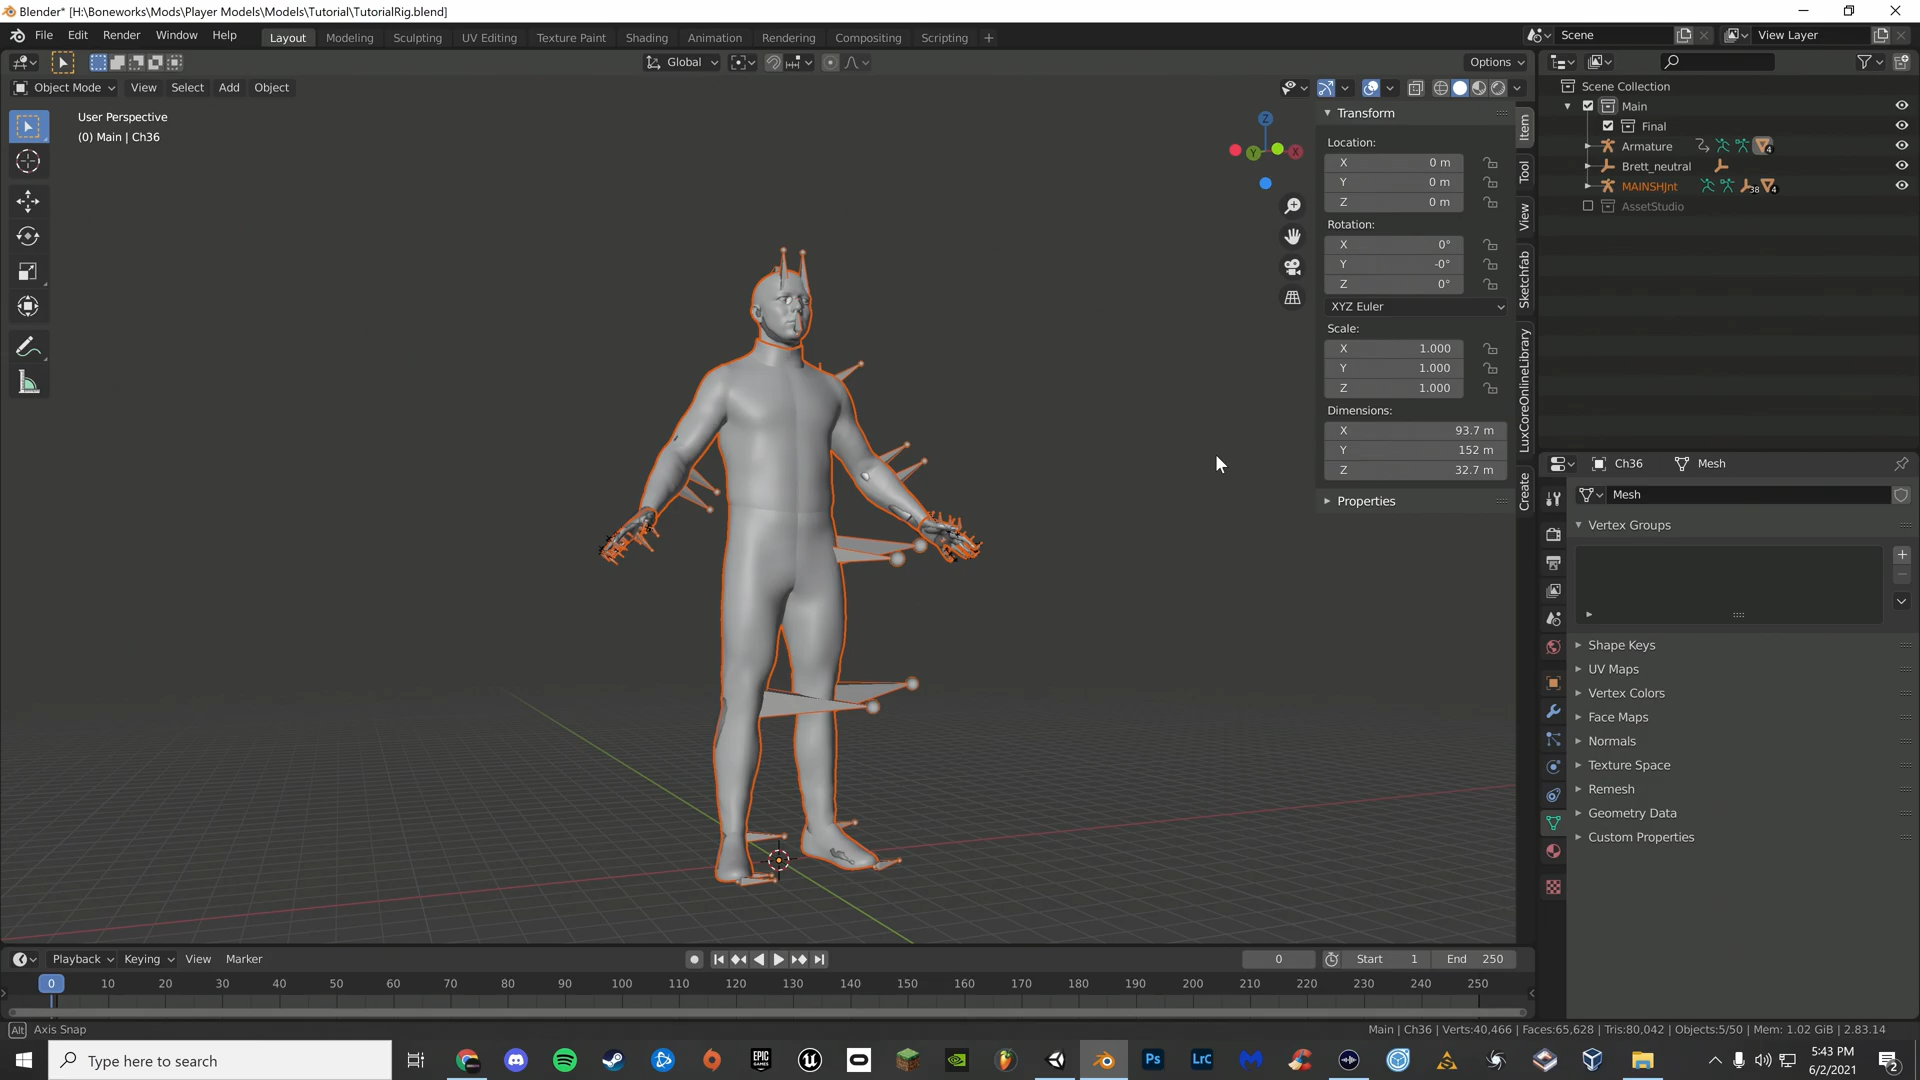 Blender* [H:\Boneworks\Mods\Player Models\Models\Tutorial\TutorialRig.blend]
File Edit Render Window Help Layout Modeling Sculpting UV Editing Texture Paint Shading Animation Rendering Compositing Scripting + Scene View Layer
Global Options
Object Mode View Select Add Object
User Perspective
(0) Main | Ch36
Z
Y
X
Transform
Location:
X 0 m
Y 0 m
Z 0 m
Rotation:
X 0°
Y -0°
Z 0°
XYZ Euler
Scale:
X 1.000
Y 1.000
Z 1.000
Dimensions:
X 93.7 m
Y 152 m
Z 32.7 m
Properties
Item
Tool
View
Sketchfab
LuxCoreOnlineLibrary
Create
Scene Collection
Main
Final
Armature 4
Brett_neutral
MAINSHJnt 38 4
AssetStudio
Ch36 Mesh
Mesh
Vertex Groups
Shape Keys
UV Maps
Vertex Colors
Face Maps
Normals
Texture Space
Remesh
Geometry Data
Custom Properties
Playback Keying View Marker 0 Start 1 End 250
0 10 20 30 40 50 60 70 80 90 100 110 120 130 140 150 160 170 180 190 200 210 220 230 240 250
Alt Axis Snap
Main | Ch36 | Verts:40,466 | Faces:65,628 | Tris:80,042 | Objects:5/50 | Mem: 1.02 GiB | 2.83.14
Type here to search
EPIC GAMES
Ps
LrC
5:43 PM
6/2/2021
2